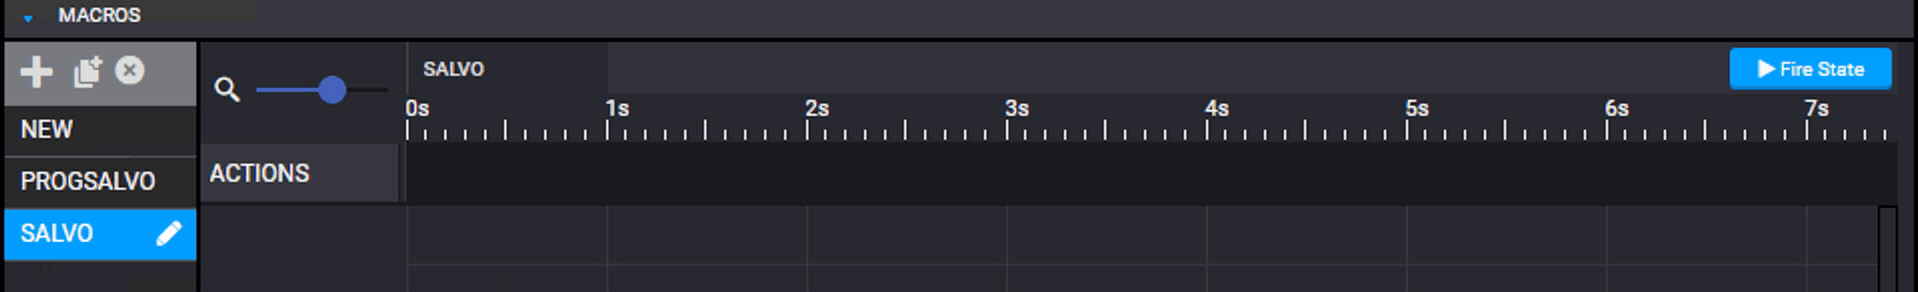 MACROS
SALVO
Fire State
0s 1s 2s 3s 4s 5s 6s 7s
NEW
ACTIONS
PROGSALVO
SALVO